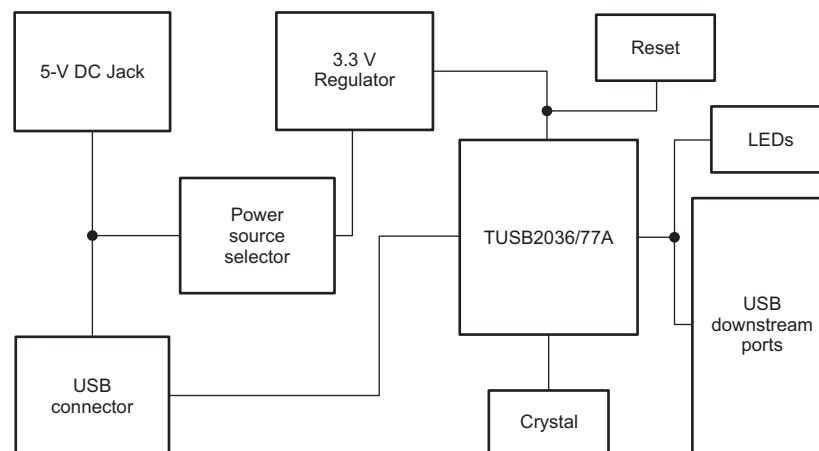 5-V DC Jack
3.3 V
Regulator
Reset
LEDs
Power
source
selector
TUSB2036/77A
USB
downstream
ports
USB
connector
Crystal